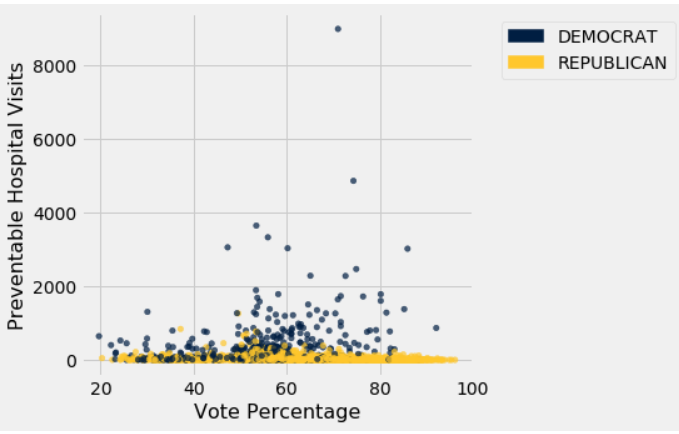 DEMOCRAT
REPUBLICAN
Preventable Hospital Visits
8000
6000
4000
2000
0
20 40 60 80 100
Vote Percentage